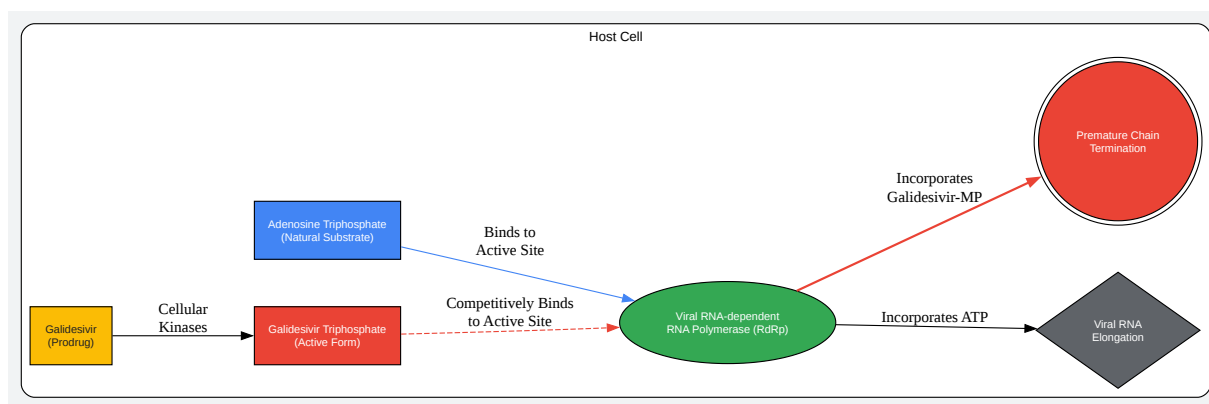 Host Cell
Premature Chain
Termination
Incorporates
Galidesivir-MP
Adenosine Triphosphate
(Natural Substrate)
Binds to
Active Site
Cellular
Kinases
Competitively Binds
to Active Site
Galidesivir
(Prodrug)
Galidesivir Triphosphate
(Active Form)
Viral RNA-dependent
RNA Polymerase (RdRp)
Incorporates ATP
Viral RNA
Elongation